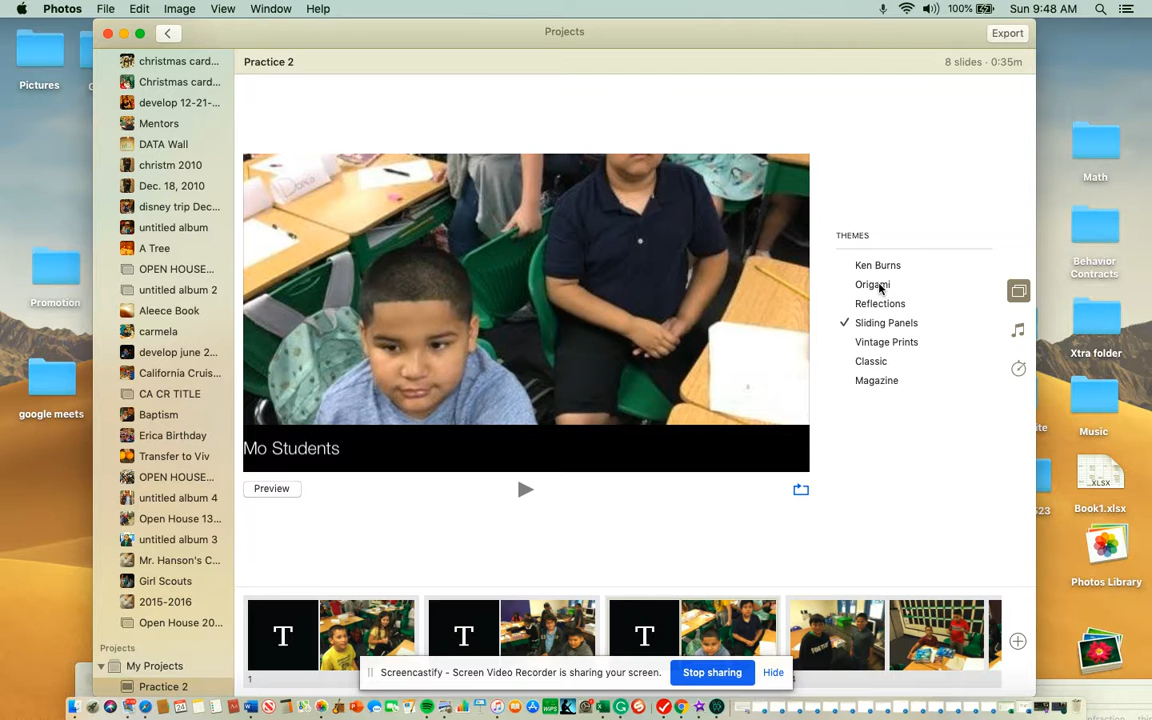 Photos File Edit Image View Window Help 100% Sun 9:48 AM
Projects Export
Practice 2 8 slides · 0:35m
christmas card...
Christmas card...
develop 12-21-...
Mentors
DATA Wall
christm 2010
Dec. 18, 2010
disney trip Dec...
untitled album
A Tree
OPEN HOUSE...
untitled album 2
Aleece Book
carmela
develop june 2...
California Cruis...
CA CR TITLE
Baptism
Erica Birthday
Transfer to Viv
OPEN HOUSE...
untitled album 4
Open House 13...
untitled album 3
Mr. Hanson's C...
Girl Scouts
2015-2016
Open House 20...
Projects
My Projects
Practice 2
Mo Students
Preview
THEMES
Ken Burns
Origami
Reflections
Sliding Panels
Vintage Prints
Classic
Magazine
T T T
1
Screencastify - Screen Video Recorder is sharing your screen. Stop sharing Hide
Pictures
Promotion
google meets
Math
Behavior
Contracts
Xtra folder
Music
XLSX
Book1.xlsx
Photos Library